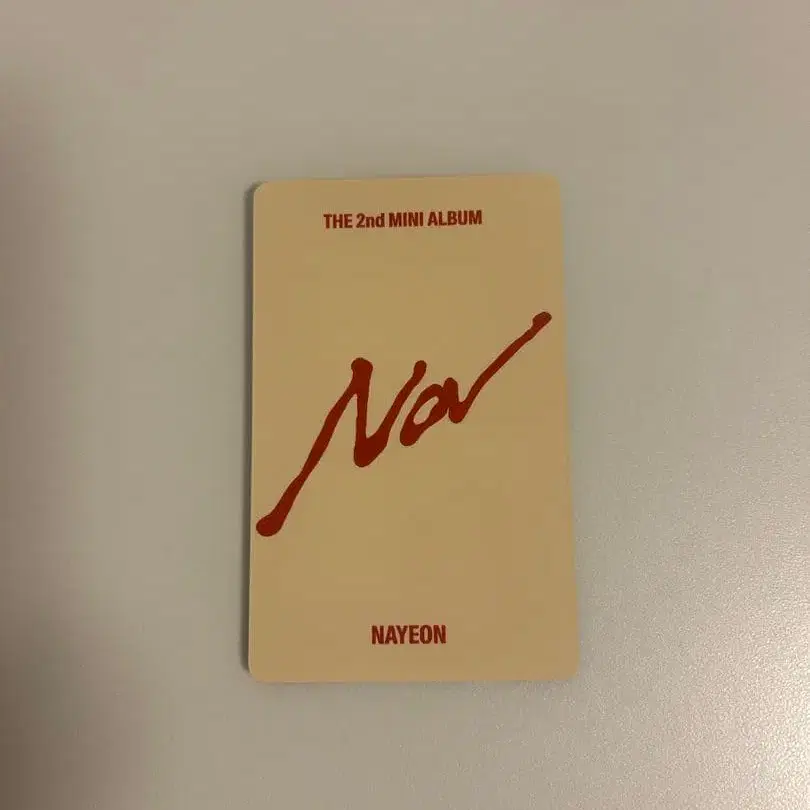 THE 2nd MINI ALBUM
Na
NAYEON